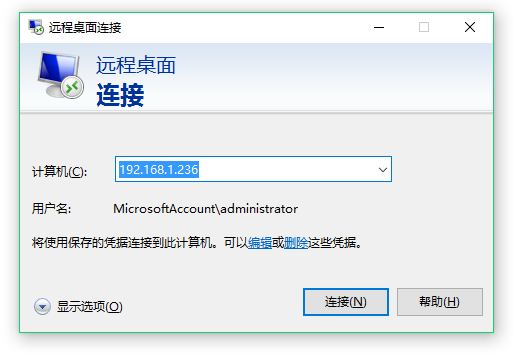 远程桌面连接
远程桌面
连接
计算机(C): 192.168.1.236
用户名: MicrosoftAccount\administrator
将使用保存的凭据连接到此计算机。可以编辑或删除这些凭据。
显示选项(O) 连接(N) 帮助(H)